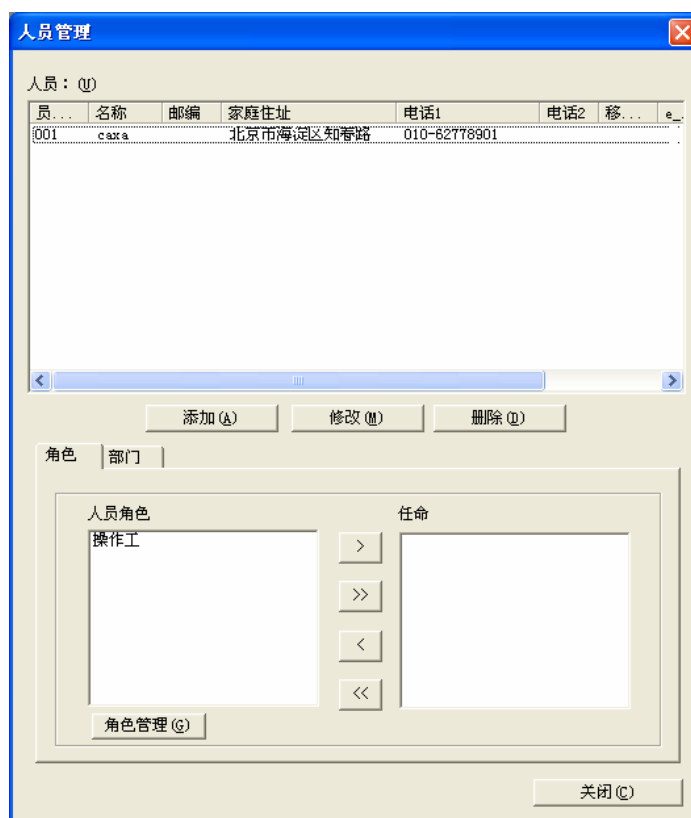 人员管理
人员：(U)
员... 名称 邮编 家庭住址 电话1 电话2 移... e_.
001 caxa 北京市海淀区知春路 010-62778901
添加(A) 修改(M) 删除(D)
角色 部门
人员角色 任命
操作工
>
>>
<
<<
角色管理(G)
关闭(C)